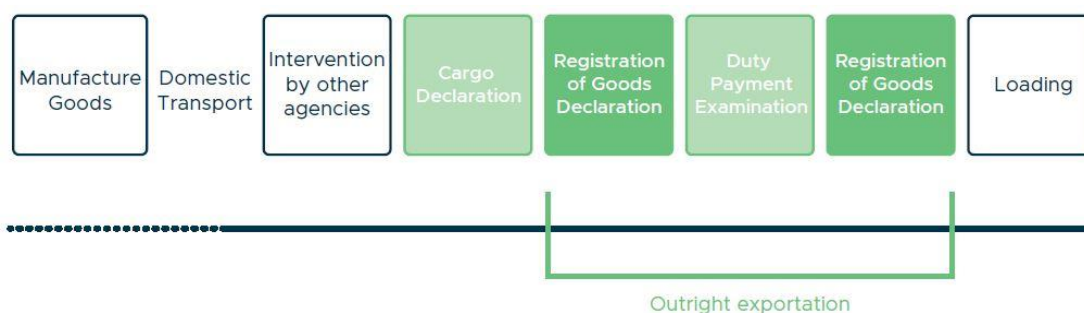 Manufacture
Goods
Domestic
Transport
Intervention
by other
agencies
Cargo
Declaration
Registration
of Goods
Declaration
Duty
Payment
Examination
Registration
of Goods
Declaration
Loading
Outright exportation